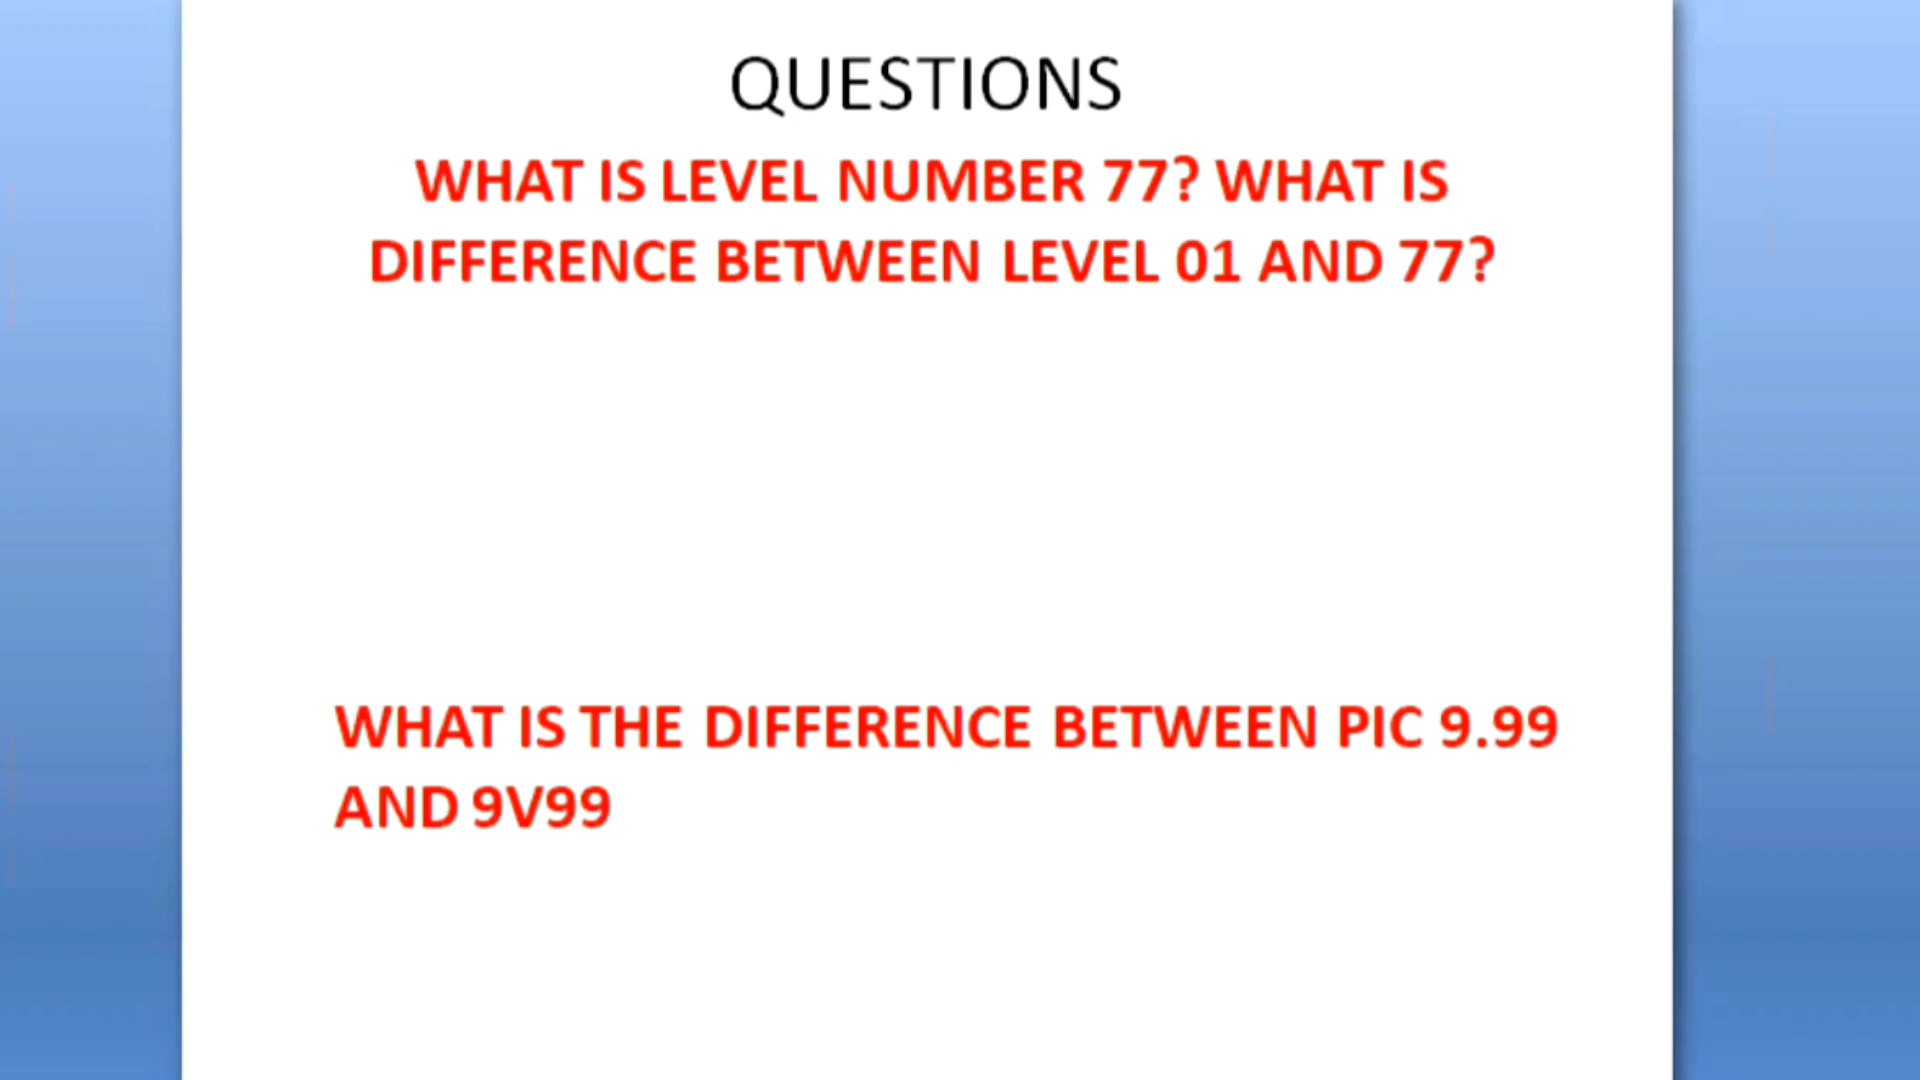 QUESTIONS
WHAT IS LEVEL NUMBER 77? WHAT IS
DIFFERENCE BETWEEN LEVEL 01 AND 77?
WHAT IS THE DIFFERENCE BETWEEN PIC 9.99
AND 9V99